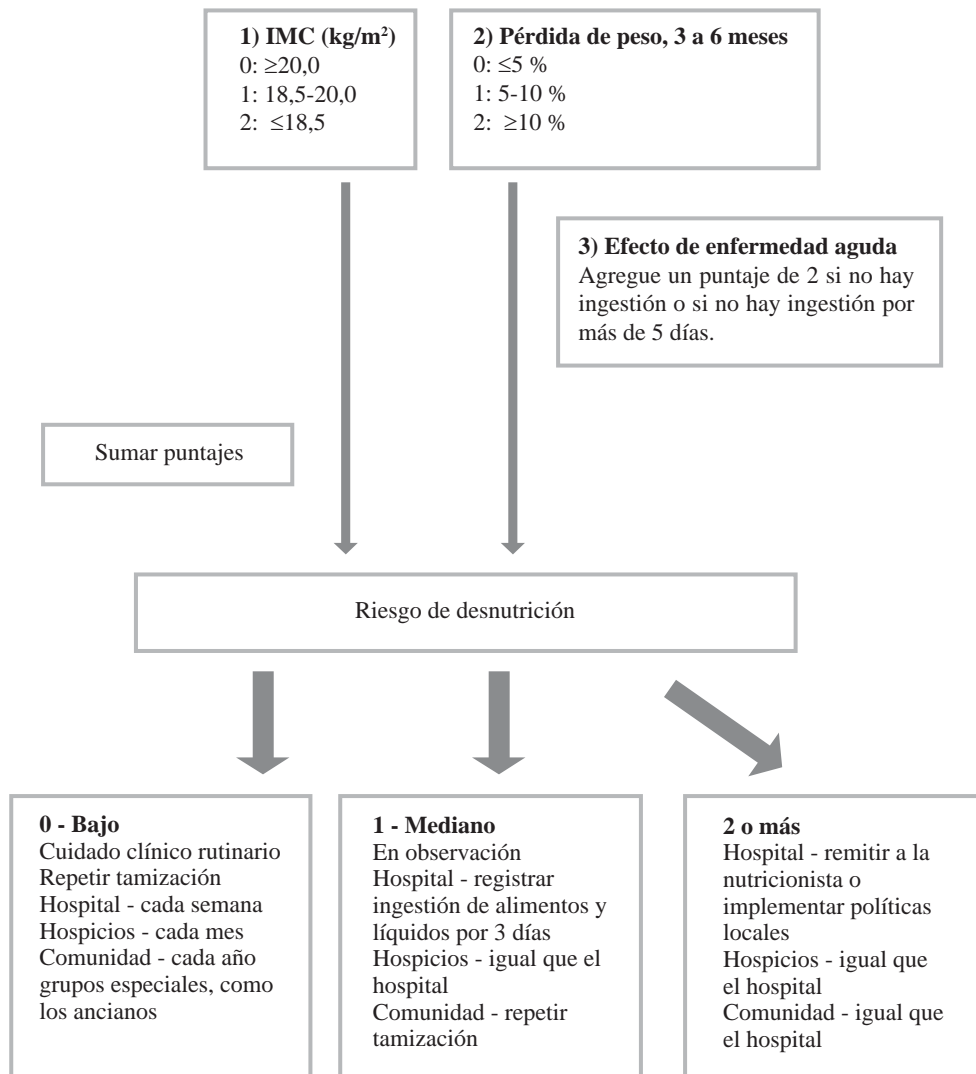 1) IMC (kg/m²)
0: ≥20,0
1: 18,5-20,0
2: ≤18,5
2) Pérdida de peso, 3 a 6 meses
0: ≤5 %
1: 5-10 %
2: ≥10 %
3) Efecto de enfermedad aguda
Agregue un puntaje de 2 si no hay
ingestión o si no hay ingestión por
más de 5 días.
Sumar puntajes
Riesgo de desnutrición
0 - Bajo
Cuidado clínico rutinario
Repetir tamización
Hospital - cada semana
Hospicios - cada mes
Comunidad - cada año
grupos especiales, como
los ancianos
1 - Mediano
En observación
Hospital - registrar
ingestión de alimentos y
líquidos por 3 días
Hospicios - igual que el
hospital
Comunidad - repetir
tamización
2 o más
Hospital - remitir a la
nutricionista o
implementar políticas
locales
Hospicios - igual que
el hospital
Comunidad - igual que
el hospital